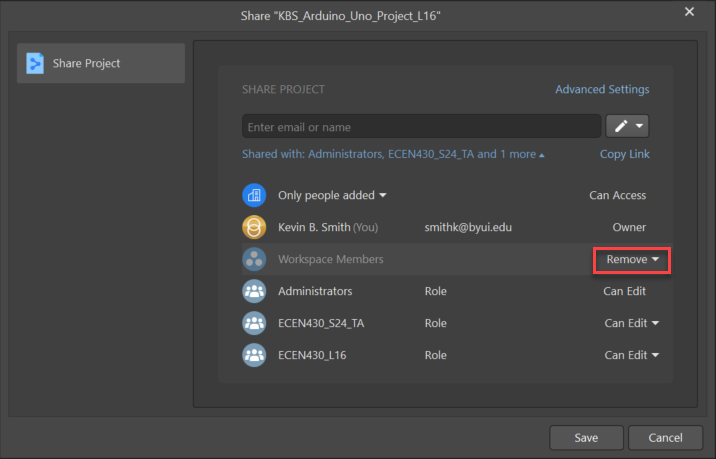 Share "KBS_Arduino_Uno_Project_L16"
Share Project
SHARE PROJECT Advanced Settings
Enter email or name
Shared with: Administrators, ECEN430_S24_TA and 1 more Copy Link
Only people added Can Access
Kevin B. Smith (You) smithk@byui.edu Owner
Workspace Members Remove
Administrators Role Can Edit
ECEN430_S24_TA Role Can Edit
ECEN430_L16 Role Can Edit
Save Cancel